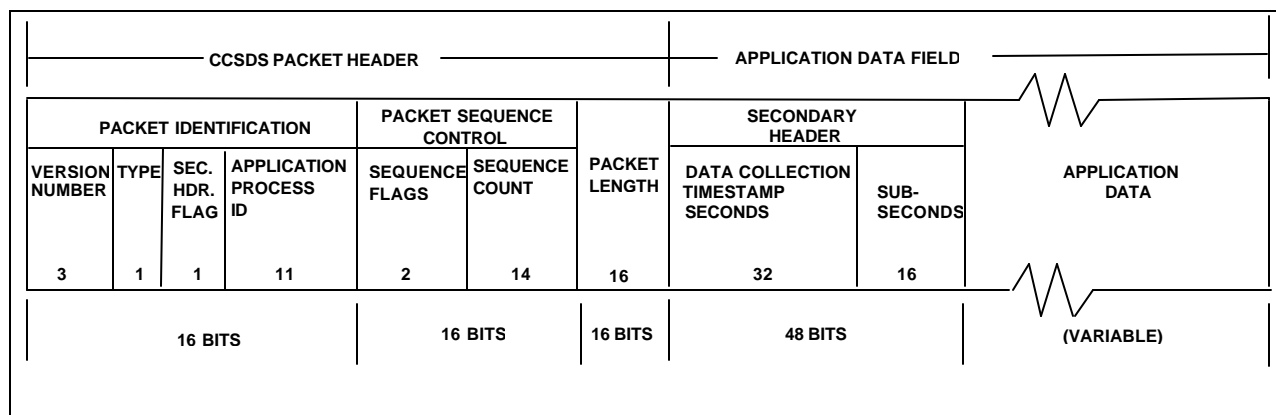 CCSDS PACKET HEADER
APPLICATION DATA FIELD
PACKET IDENTIFICATION
PACKET SEQUENCE
CONTROL
SECONDARY
HEADER
VERSION
NUMBER
TYPE
SEC.
HDR.
FLAG
APPLICATION
PROCESS
ID
SEQUENCE
FLAGS
SEQUENCE
COUNT
PACKET
LENGTH
DATA COLLECTION
TIMESTAMP
SECONDS
SUB-
SECONDS
APPLICATION
DATA
3
1
1
11
2
14
16
32
16
16 BITS
16 BITS
16 BITS
48 BITS
(VARIABLE)